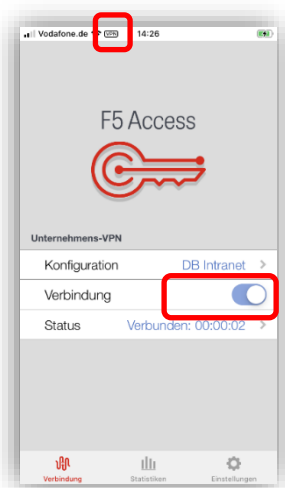 Vodafone.de VPN 14:26
F5 Access
Unternehmens-VPN
Konfiguration DB Intranet >
Verbindung
Status Verbunden: 00:00:02 >
Verbindung Statistiken Einstellungen